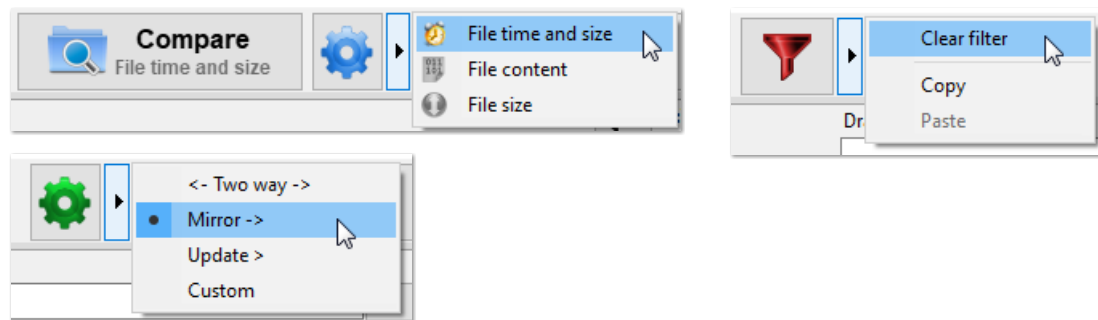 Compare
File time and size
File time and size
File content
File size
Clear filter
Copy
Paste
Dr
<- Two way ->
Mirror ->
Update >
Custom